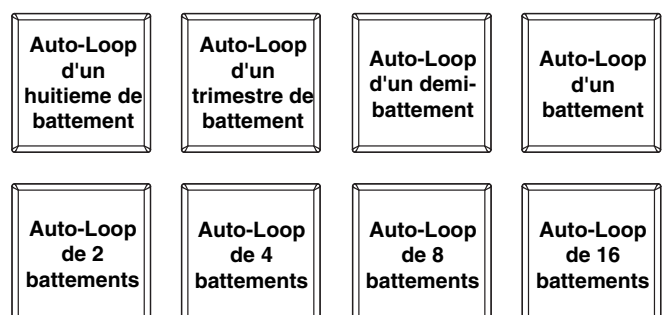 Auto-Loop
d'un
huitieme de
battement
Auto-Loop
d'un
trimestre de
battement
Auto-Loop
d'un demi-
battement
Auto-Loop
d'un
battement
Auto-Loop
de 2
battements
Auto-Loop
de 4
battements
Auto-Loop
de 8
battements
Auto-Loop
de 16
battements